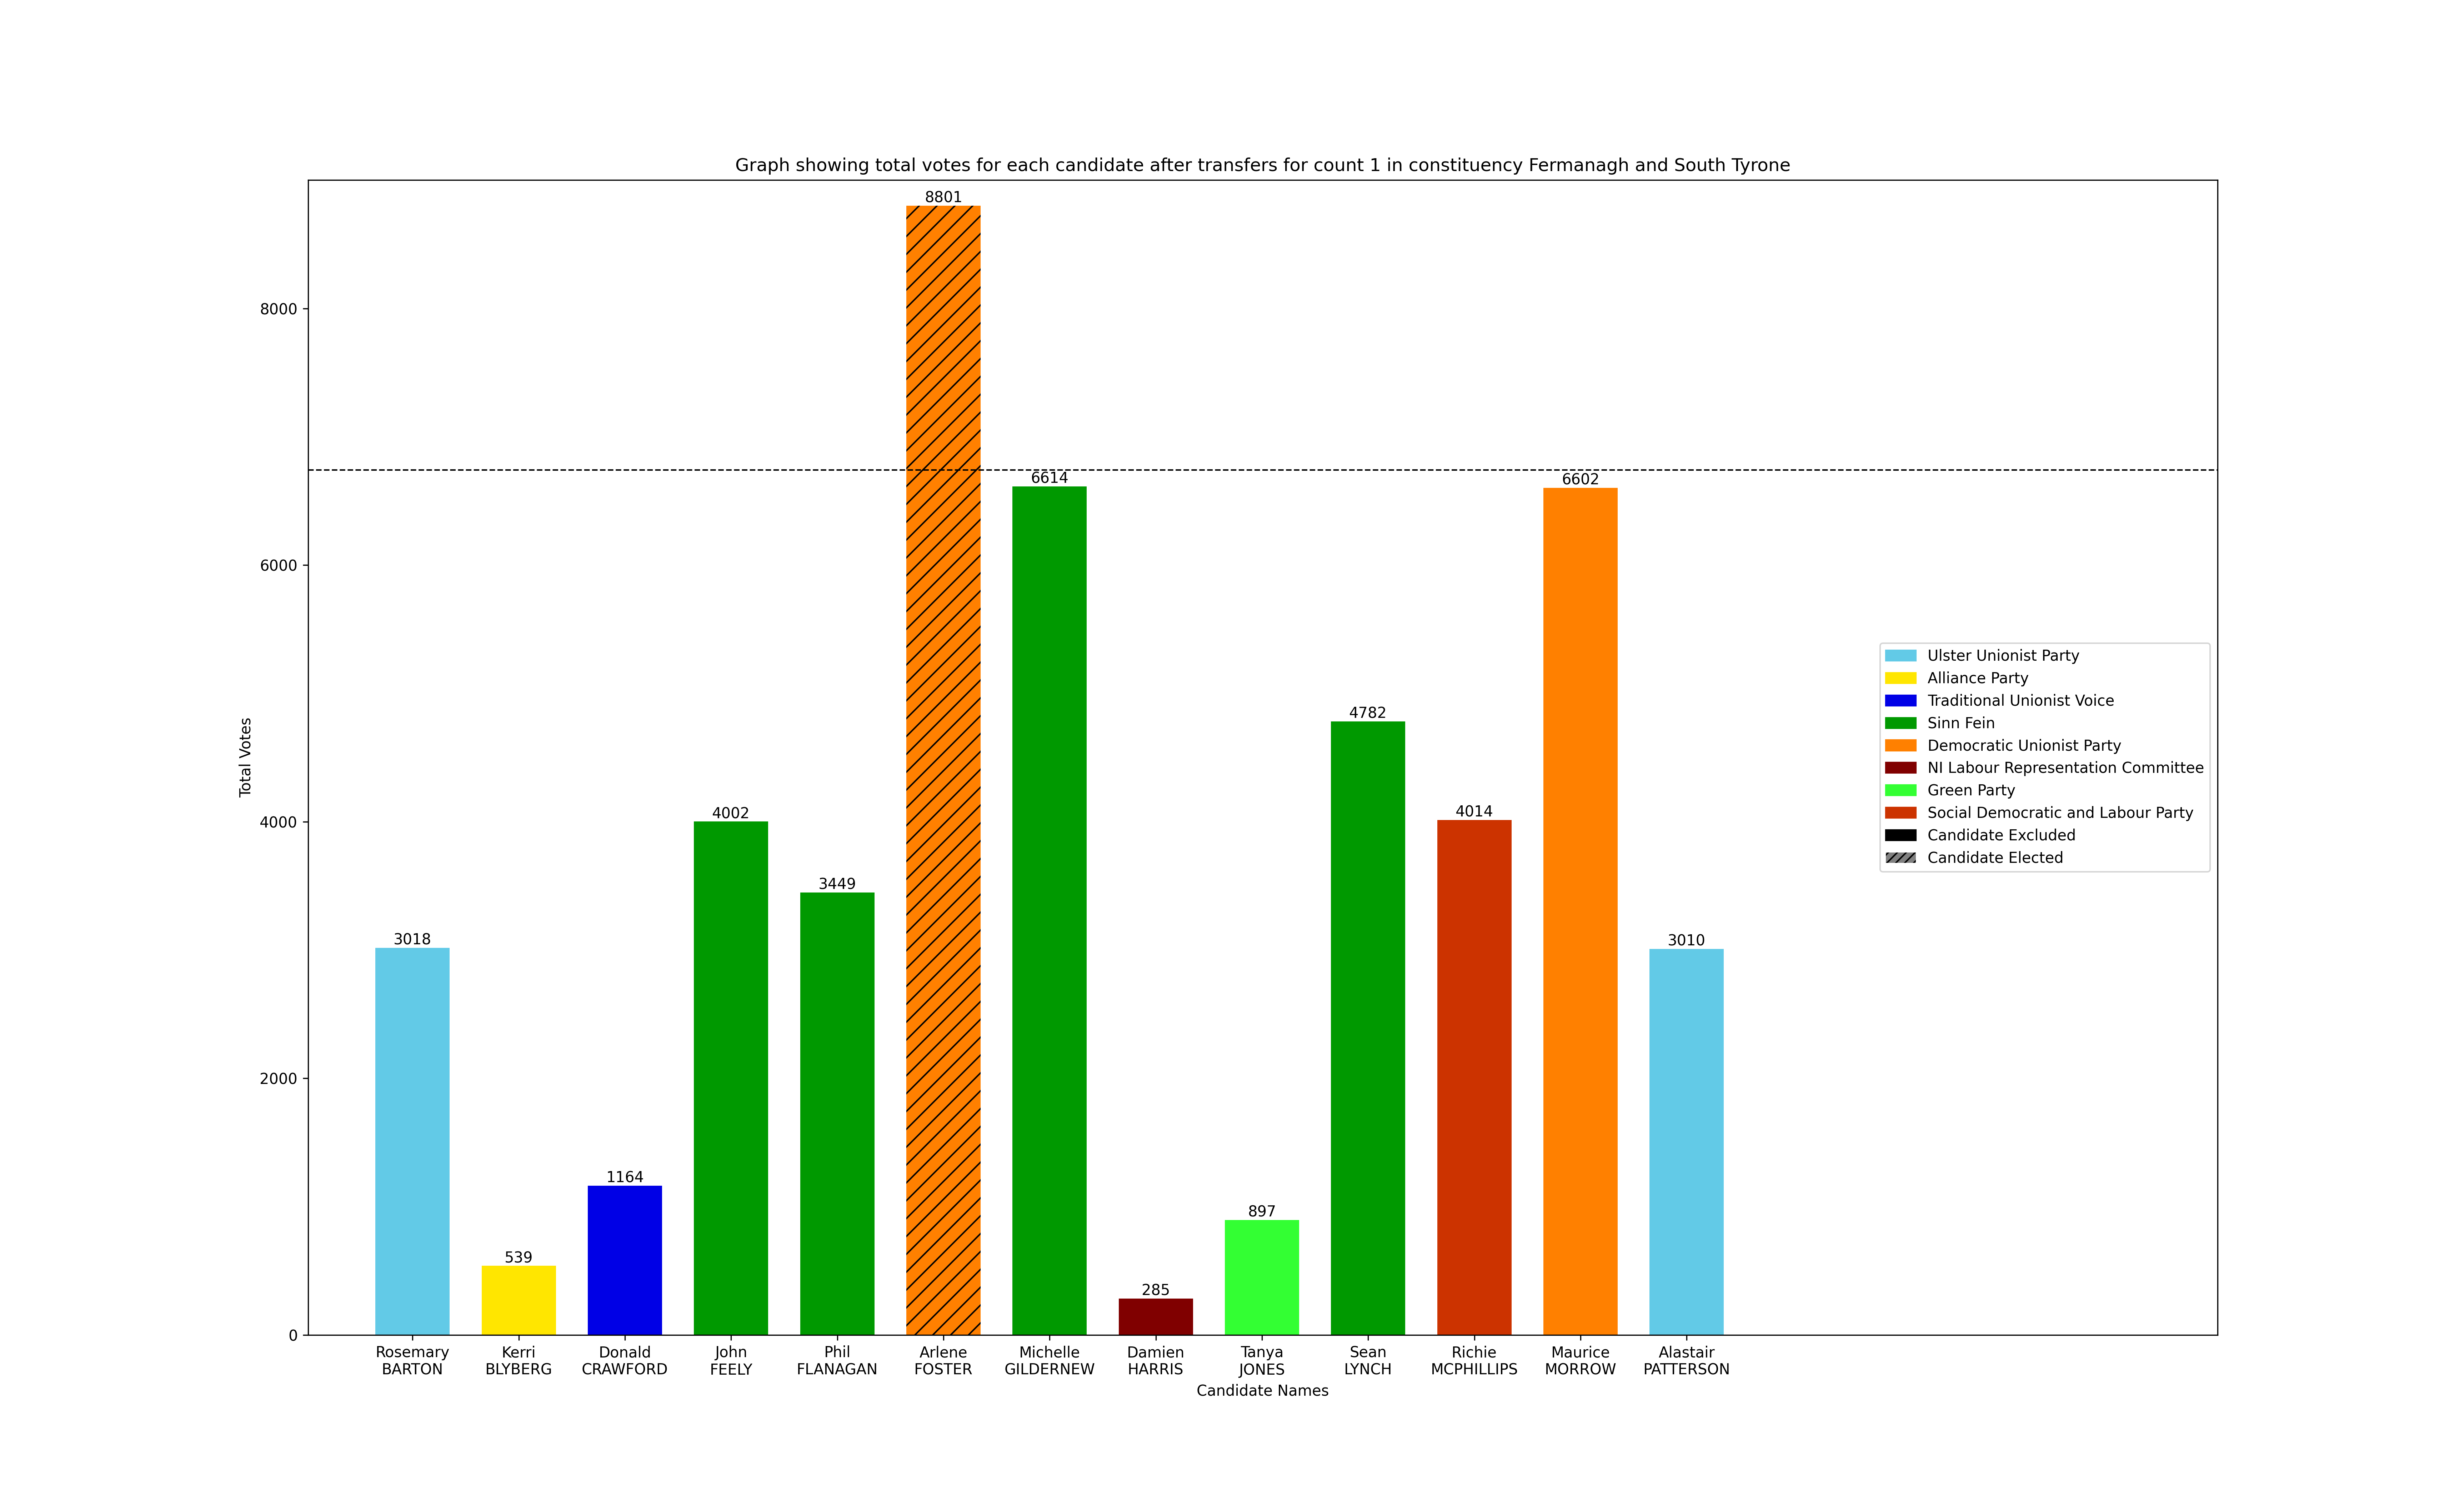 Graph showing total votes for each candidate after transfers for count 1 in constituency Fermanagh and South Tyrone
Total Votes
8000
6000
4000
2000
0
3018
539
1164
4002
3449
8801
6614
285
897
4782
4014
6602
3010
Rosemary
BARTON
Kerri
BLYBERG
Donald
CRAWFORD
John
FEELY
Phil
FLANAGAN
Arlene
FOSTER
Michelle
GILDERNEW
Damien
HARRIS
Tanya
JONES
Sean
LYNCH
Richie
MCPHILLIPS
Maurice
MORROW
Alastair
PATTERSON
Candidate Names
Ulster Unionist Party
Alliance Party
Traditional Unionist Voice
Sinn Fein
Democratic Unionist Party
NI Labour Representation Committee
Green Party
Social Democratic and Labour Party
Candidate Excluded
Candidate Elected